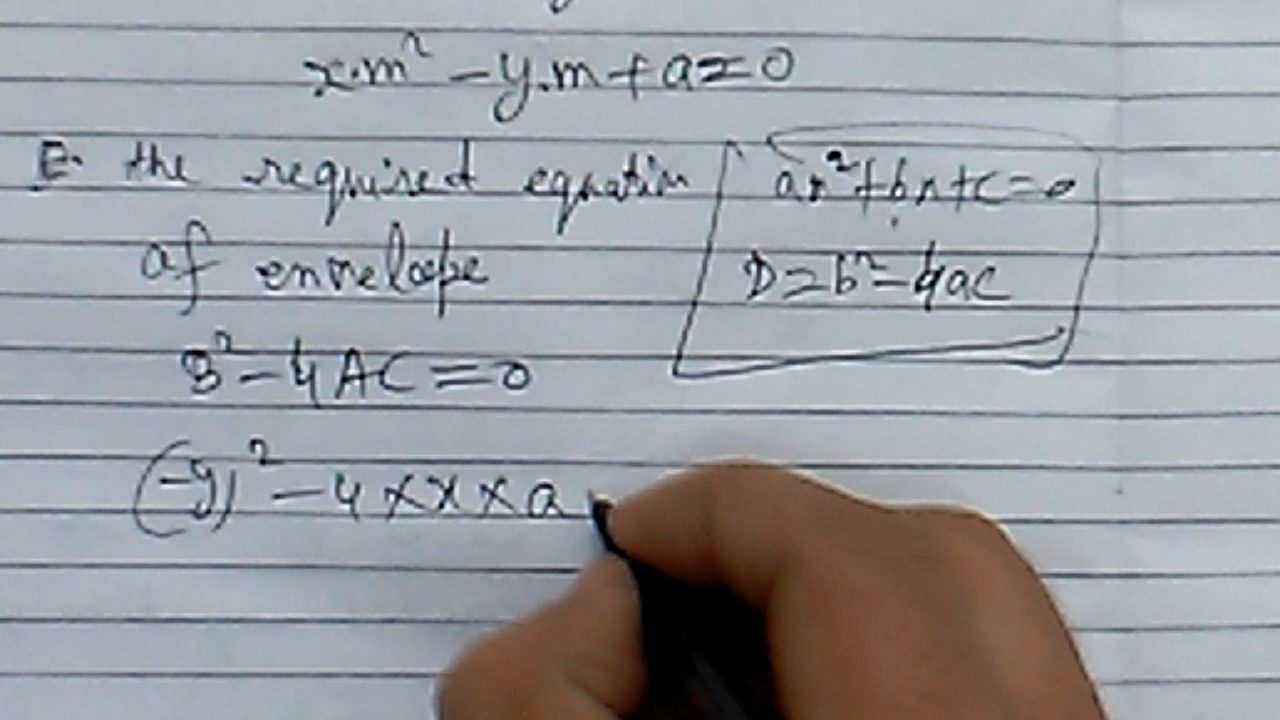 x.m² - y.m + a = 0
E. the required equation
of envelope
ax² + bx + c = 0
D = b² - 4ac
B² - 4AC = 0
(-y)² - 4 × x × a